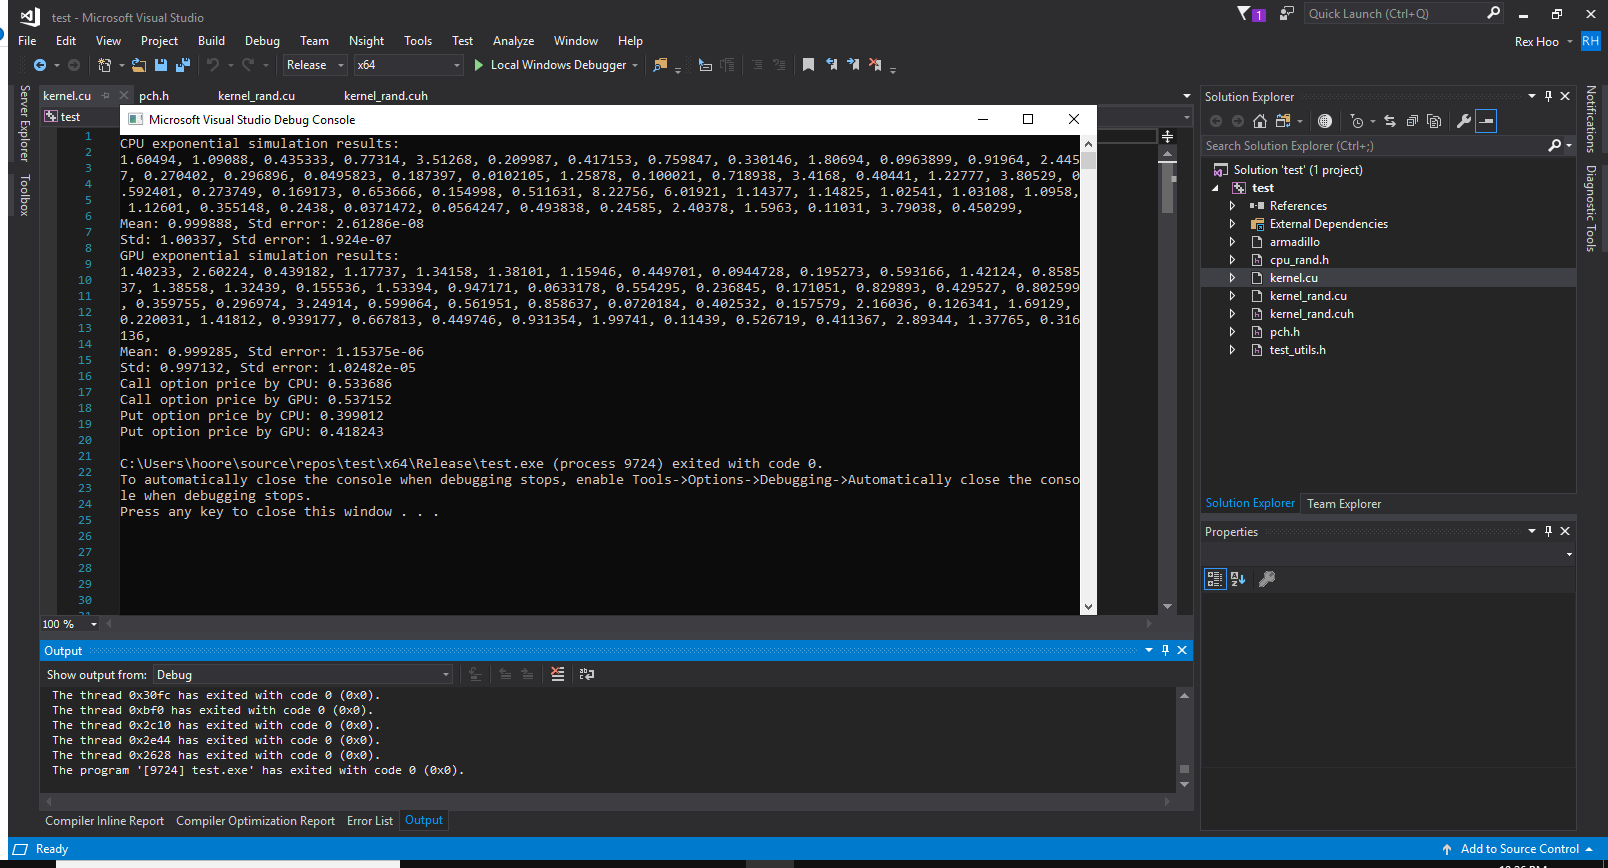 test - Microsoft Visual Studio
1
Quick Launch (Ctrl+Q)
File Edit View Project Build Debug Team Nsight Tools Test Analyze Window Help
Rex Hoo RH
Release x64 Local Windows Debugger
Server Explorer
Toolbox
kernel.cu pch.h kernel_rand.cu kernel_rand.cuh
test
Microsoft Visual Studio Debug Console
1
2
3
4
5
6
7
8
9
10
11
12
13
14
15
16
17
18
19
20
21
22
23
24
25
26
27
28
29
30
CPU exponential simulation results:
1.60494, 1.09088, 0.435333, 0.77314, 3.51268, 0.209987, 0.417153, 0.759847, 0.330146, 1.80694, 0.0963899, 0.91964, 2.445
7, 0.270402, 0.296896, 0.0495823, 0.187397, 0.0102105, 1.25878, 0.100021, 0.718938, 3.4168, 0.40441, 1.22777, 3.80529, 0
.592401, 0.273749, 0.169173, 0.653666, 0.154998, 0.511631, 8.22756, 6.01921, 1.14377, 1.14825, 1.02541, 1.03108, 1.0958,
1.12601, 0.355148, 0.2438, 0.0371472, 0.0564247, 0.493838, 0.24585, 2.40378, 1.5963, 0.11031, 3.79038, 0.450299,
Mean: 0.999888, Std error: 2.61286e-08
Std: 1.00337, Std error: 1.924e-07
GPU exponential simulation results:
1.40233, 2.60224, 0.439182, 1.17737, 1.34158, 1.38101, 1.15946, 0.449701, 0.0944728, 0.195273, 0.593166, 1.42124, 0.8585
37, 1.38558, 1.32439, 0.155536, 1.53394, 0.947171, 0.0633178, 0.554295, 0.236845, 0.171051, 0.829893, 0.429527, 0.802599
, 0.359755, 0.296974, 3.24914, 0.599064, 0.561951, 0.858637, 0.0720184, 0.402532, 0.157579, 2.16036, 0.126341, 1.69129,
0.220031, 1.41812, 0.939177, 0.667813, 0.449746, 0.931354, 1.99741, 0.11439, 0.526719, 0.411367, 2.89344, 1.37765, 0.316
136,
Mean: 0.999285, Std error: 1.15375e-06
Std: 0.997132, Std error: 1.02482e-05
Call option price by CPU: 0.533686
Call option price by GPU: 0.537152
Put option price by CPU: 0.399012
Put option price by GPU: 0.418243
C:\Users\hoore\source\repos\test\x64\Release\test.exe (process 9724) exited with code 0.
To automatically close the console when debugging stops, enable Tools->Options->Debugging->Automatically close the conso
le when debugging stops.
Press any key to close this window . . .
100 %
Output
Show output from: Debug
The thread 0x30fc has exited with code 0 (0x0).
The thread 0xbf0 has exited with code 0 (0x0).
The thread 0x2c10 has exited with code 0 (0x0).
The thread 0x2e44 has exited with code 0 (0x0).
The thread 0x2628 has exited with code 0 (0x0).
The program '[9724] test.exe' has exited with code 0 (0x0).
Compiler Inline Report Compiler Optimization Report Error List Output
Solution Explorer
Search Solution Explorer (Ctrl+;)
Solution 'test' (1 project)
test
References
External Dependencies
armadillo
cpu_rand.h
kernel.cu
kernel_rand.cu
kernel_rand.cuh
pch.h
test_utils.h
Solution Explorer Team Explorer
Properties
Notifications
Diagnostic Tools
Ready
Add to Source Control